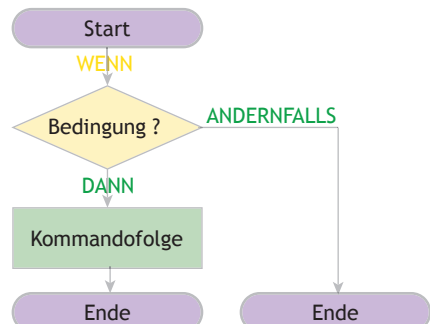 Start
WENN
Bedingung ?
ANDERNFALLS
DANN
Kommandofolge
Ende
Ende